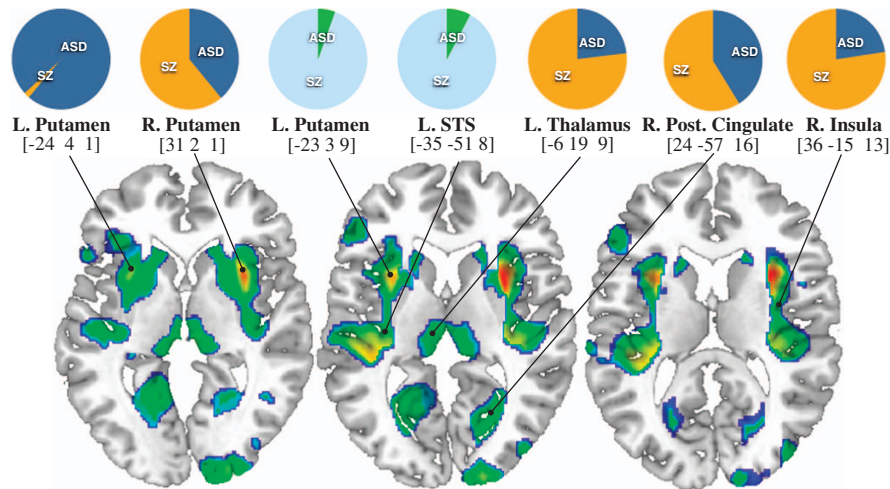 ASD SZ
ASD SZ
ASD SZ
ASD SZ
ASD SZ
ASD SZ
ASD SZ
L. Putamen R. Putamen L. Putamen L. STS L. Thalamus R. Post. Cingulate R. Insula
[-24 4 1] [31 2 1] [-23 3 9] [-35 -51 8] [-6 19 9] [24 -57 16] [36 -15 13]